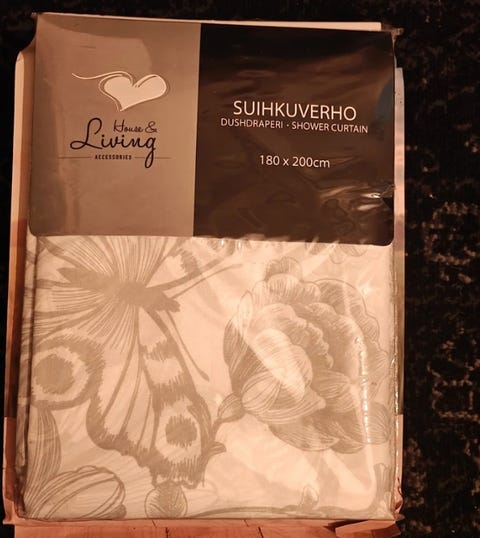 House &
Living
ACCESSORIES
SUIHKUVERHO
DUSHDRAPERI - SHOWER CURTAIN
180 x 200cm